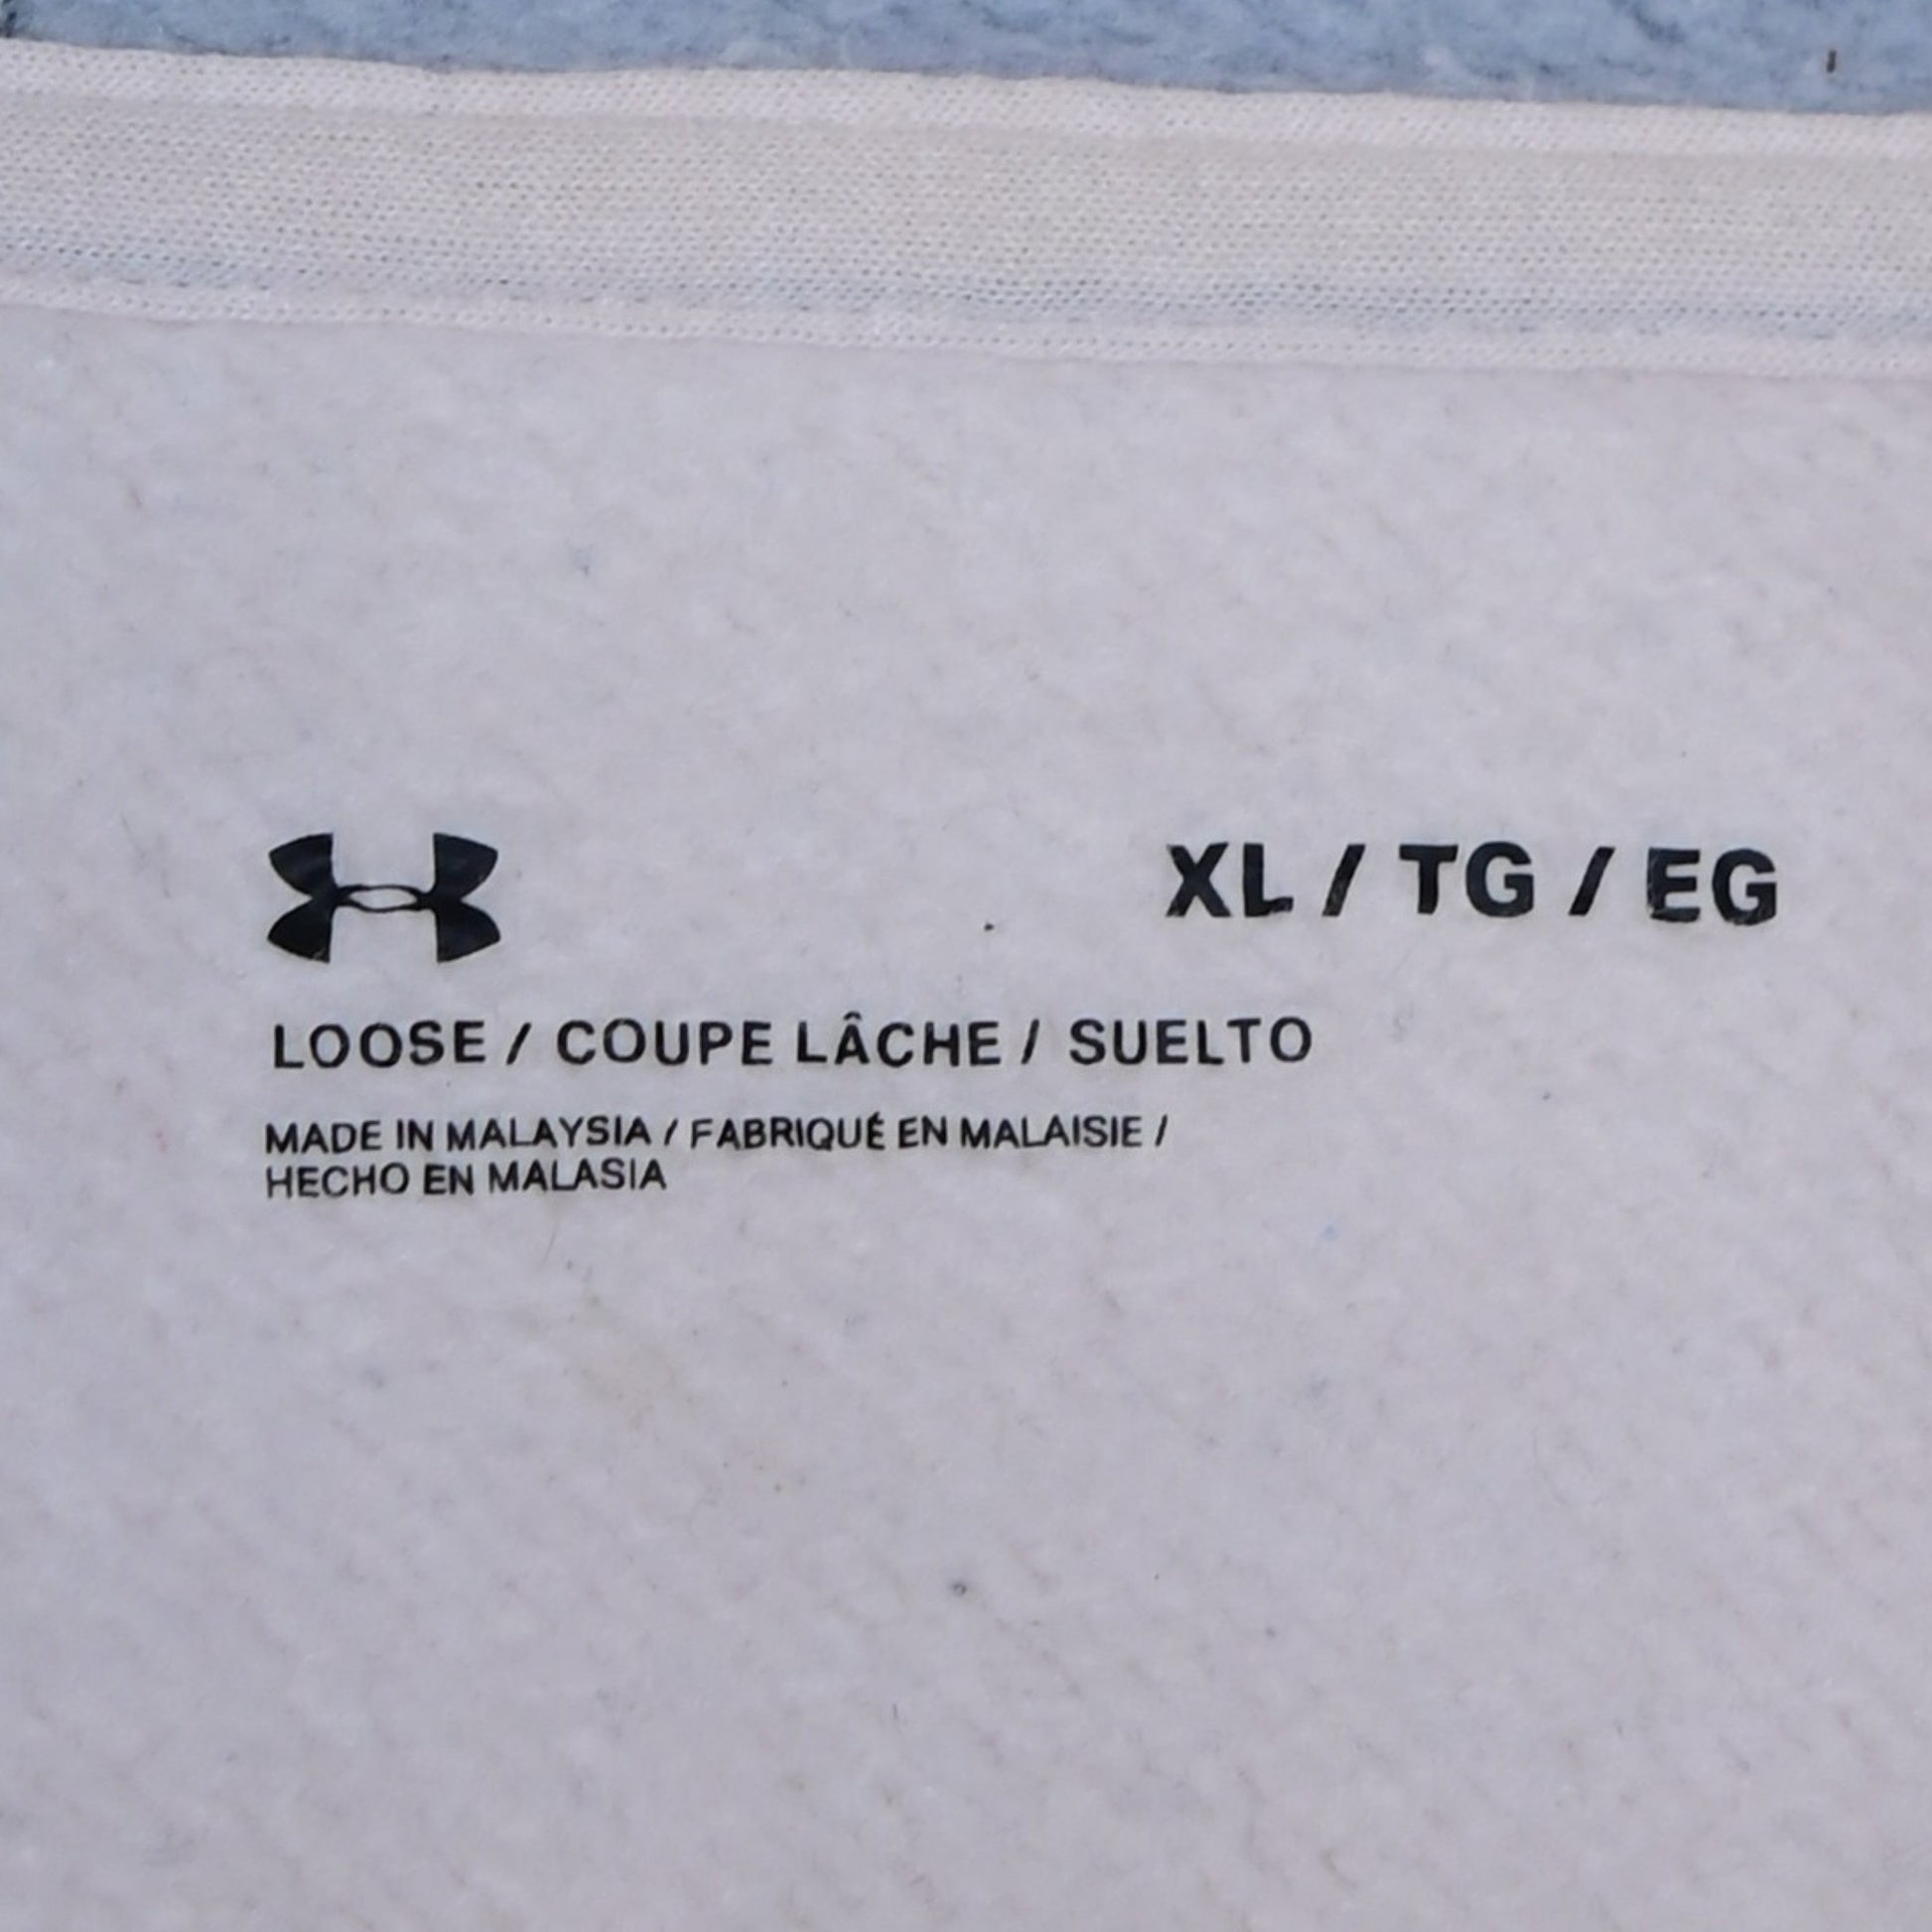 XL / TG / EG
LOOSE / COUPE LÂCHE / SUELTO
MADE IN MALAYSIA / FABRIQUÉ EN MALAISIE /
HECHO EN MALASIA